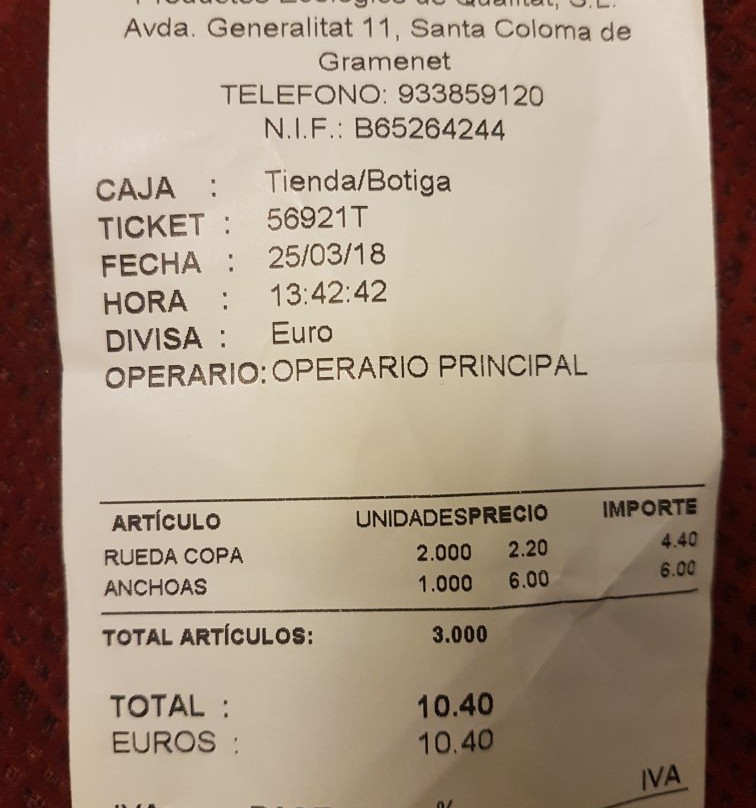 Avda. Generalitat 11, Santa Coloma de
Gramenet
TELEFONO: 933859120
N.I.F.: B65264244
CAJA : Tienda/Botiga
TICKET : 56921T
FECHA : 25/03/18
HORA : 13:42:42
DIVISA : Euro
OPERARIO: OPERARIO PRINCIPAL
ARTÍCULO UNIDADES PRECIO IMPORTE
RUEDA COPA 2.000 2.20 4.40
ANCHOAS 1.000 6.00 6.00
TOTAL ARTÍCULOS: 3.000
TOTAL : 10.40
EUROS : 10.40
IVA